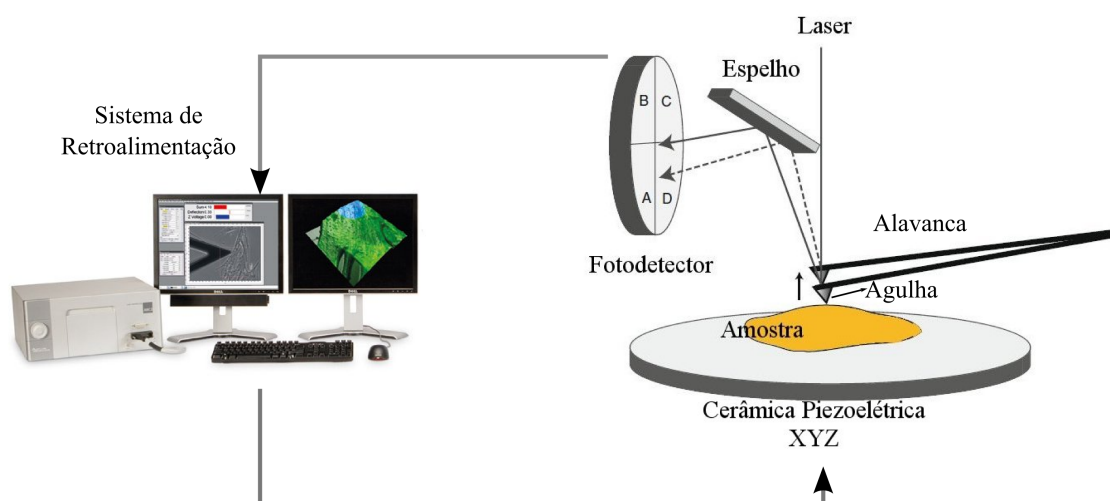 Laser
Espelho
B C
A D
Sistema de
Retroalimentação
Fotodetector
Alavanca
Agulha
Amostra
Cerâmica Piezoelétrica
XYZ